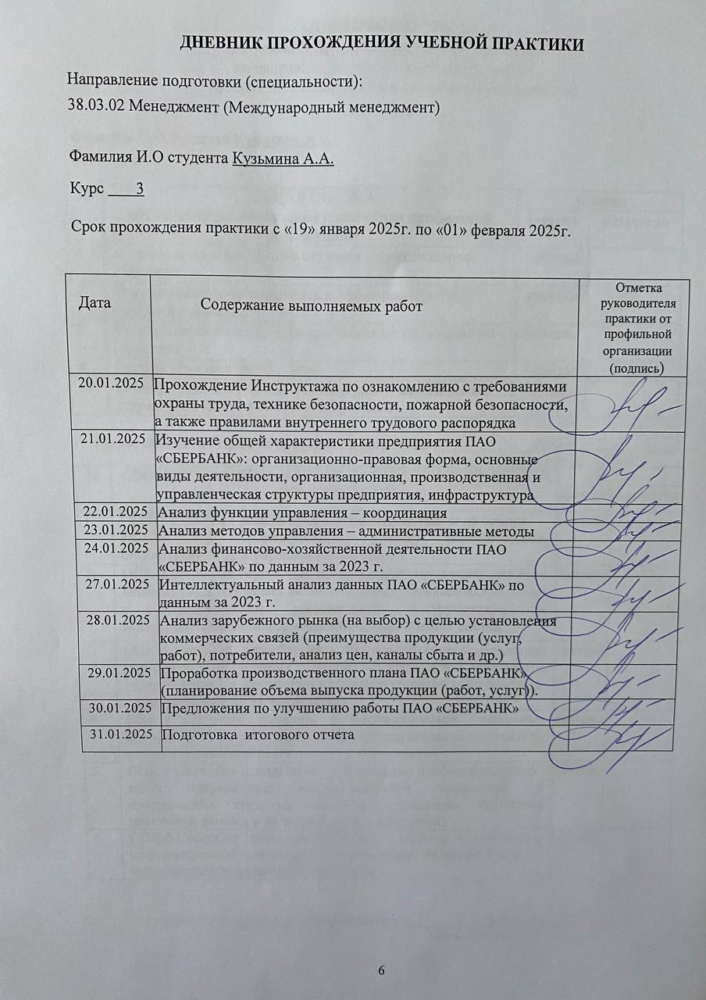 ДНЕВНИК ПРОХОЖДЕНИЯ УЧЕБНОЙ ПРАКТИКИ
Направление подготовки (специальности):
38.03.02 Менеджмент (Международный менеджмент)
Фамилия И.О студента Кузьмина А.А.
Курс ____3
Срок прохождения практики с «19» января 2025г. по «01» февраля 2025г.
Дата
Содержание выполняемых работ
Отметка
руководителя
практики от
профильной
организации
(подпись)
20.01.2025 Прохождение Инструктажа по ознакомлению с требованиями
охраны труда, технике безопасности, пожарной безопасности,
а также правилами внутреннего трудового распорядка
21.01.2025 Изучение общей характеристики предприятия ПАО
«СБЕРБАНК»: организационно-правовая форма, основные
виды деятельности, организационная, производственная и
управленческая структуры предприятия, инфраструктура
22.01.2025 Анализ функции управления – координация
23.01.2025 Анализ методов управления – административные методы
24.01.2025 Анализ финансово-хозяйственной деятельности ПАО
«СБЕРБАНК» по данным за 2023 г.
27.01.2025 Интеллектуальный анализ данных ПАО «СБЕРБАНК» по
данным за 2023 г.
28.01.2025 Анализ зарубежного рынка (на выбор) с целью установления
коммерческих связей (преимущества продукции (услуг,
работ), потребители, анализ цен, каналы сбыта и др.)
29.01.2025 Проработка производственного плана ПАО «СБЕРБАНК»
(планирование объема выпуска продукции (работ, услуг)).
30.01.2025 Предложения по улучшению работы ПАО «СБЕРБАНК»
31.01.2025 Подготовка итогового отчета
6